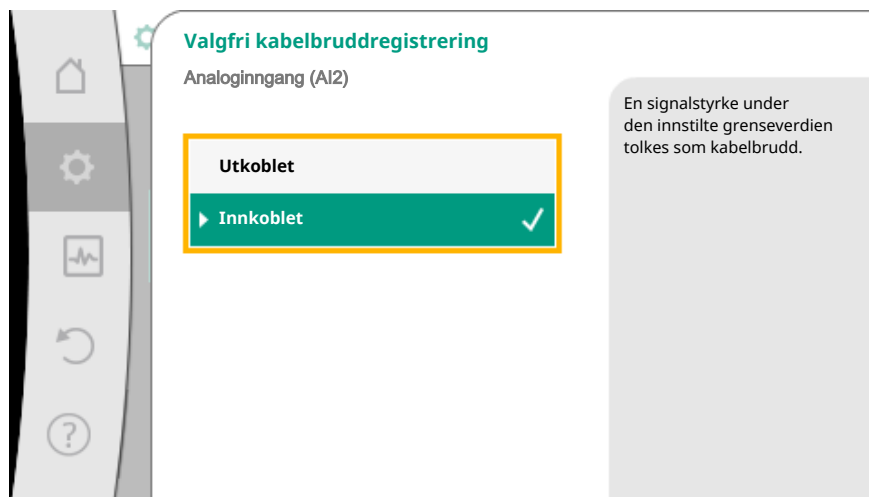 Valgfri kabelbruddregistrering
Analoginngang (AI2)
En signalstyrke under
den innstilte grenseverdien
tolkes som kabelbrudd.
Utkoblet
Innkoblet
?